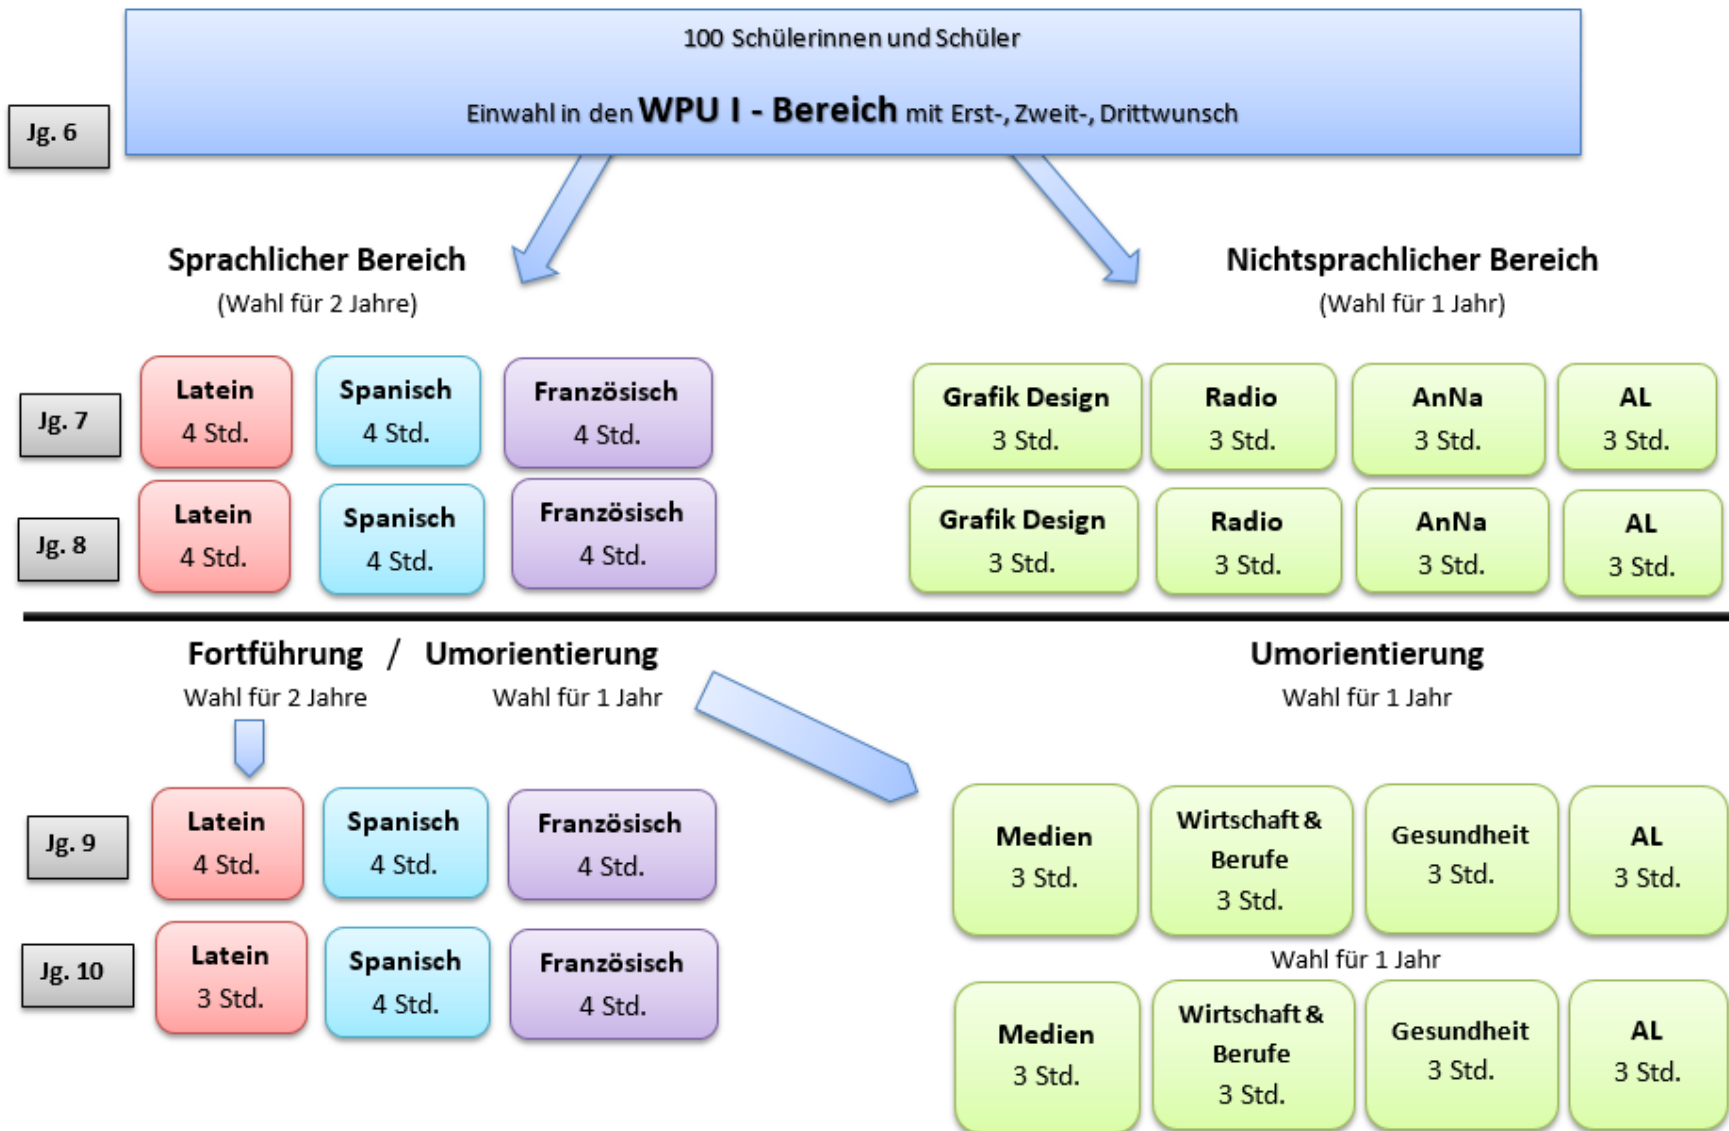 100 Schülerinnen und Schüler
Einwahl in den WPU I - Bereich mit Erst-, Zweit-, Drittwunsch
Jg. 6
Sprachlicher Bereich
(Wahl für 2 Jahre)
Nichtsprachlicher Bereich
(Wahl für 1 Jahr)
Jg. 7
Latein
4 Std.
Spanisch
4 Std.
Französisch
4 Std.
Grafik Design
3 Std.
Radio
3 Std.
AnNa
3 Std.
AL
3 Std.
Jg. 8
Latein
4 Std.
Spanisch
4 Std.
Französisch
4 Std.
Grafik Design
3 Std.
Radio
3 Std.
AnNa
3 Std.
AL
3 Std.
Fortführung / Umorientierung
Wahl für 2 Jahre Wahl für 1 Jahr
Umorientierung
Wahl für 1 Jahr
Jg. 9
Latein
4 Std.
Spanisch
4 Std.
Französisch
4 Std.
Medien
3 Std.
Wirtschaft &
Berufe
3 Std.
Gesundheit
3 Std.
AL
3 Std.
Wahl für 1 Jahr
Jg. 10
Latein
3 Std.
Spanisch
4 Std.
Französisch
4 Std.
Medien
3 Std.
Wirtschaft &
Berufe
3 Std.
Gesundheit
3 Std.
AL
3 Std.